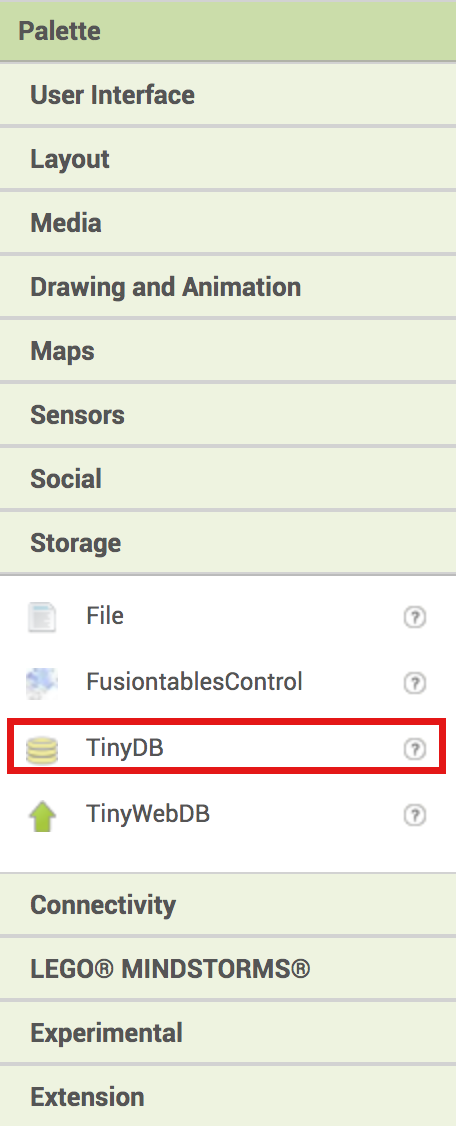 Palette
User Interface
Layout
Media
Drawing and Animation
Maps
Sensors
Social
Storage
File ?
FusiontablesControl ?
TinyDB ?
TinyWebDB ?
Connectivity
LEGO® MINDSTORMS®
Experimental
Extension